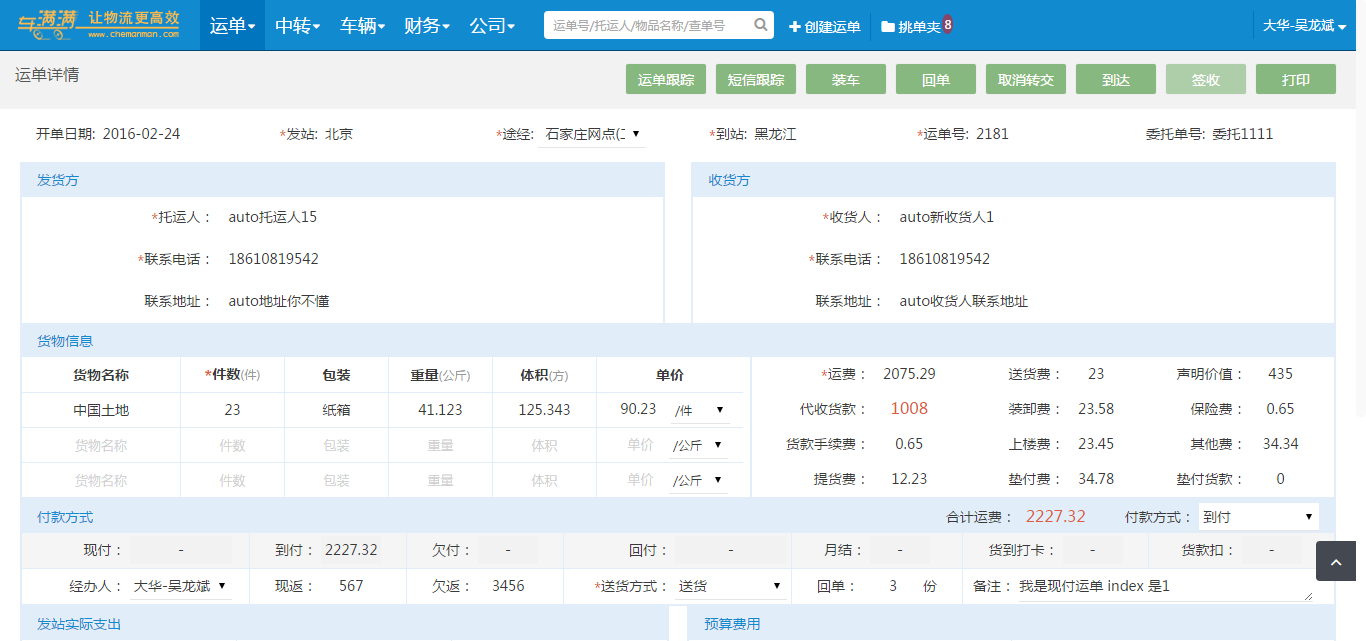 车满满 让物流更高效 www.chemanman.com 运单 中转 车辆 财务 公司 运单号/托运人/物品名称/查单号 创建运单 挑单夹 8 大华-吴龙斌
运单详情 运单跟踪 短信跟踪 装车 回单 取消转交 到达 签收 打印
开单日期: 2016-02-24 *发站: 北京 *途经: 石家庄网点( *到站: 黑龙江 *运单号: 2181 委托单号: 委托1111
发货方 收货方
*托运人： auto托运人15 *收货人： auto新收货人1
*联系电话： 18610819542 *联系电话： 18610819542
联系地址： auto地址你不懂 联系地址： auto收货人联系地址
货物信息
货物名称 *件数(件) 包装 重量(公斤) 体积(方) 单价 *运费： 2075.29 送货费： 23 声明价值： 435
中国土地 23 纸箱 41.123 125.343 90.23 /件 代收货款： 1008 装卸费： 23.58 保险费： 0.65
货物名称 件数 包装 重量 体积 单价 /公斤 货款手续费： 0.65 上楼费： 23.45 其他费： 34.34
货物名称 件数 包装 重量 体积 单价 /公斤 提货费： 12.23 垫付费： 34.78 垫付货款： 0
付款方式 合计运费： 2227.32 付款方式： 到付
现付： - 到付： 2227.32 欠付： - 回付： - 月结： - 货到打卡： - 货款扣： -
经办人： 大华-吴龙斌 现返： 567 欠返： 3456 *送货方式： 送货 回单： 3 份 备注： 我是现付运单 index 是1
发站实际支出 预算费用